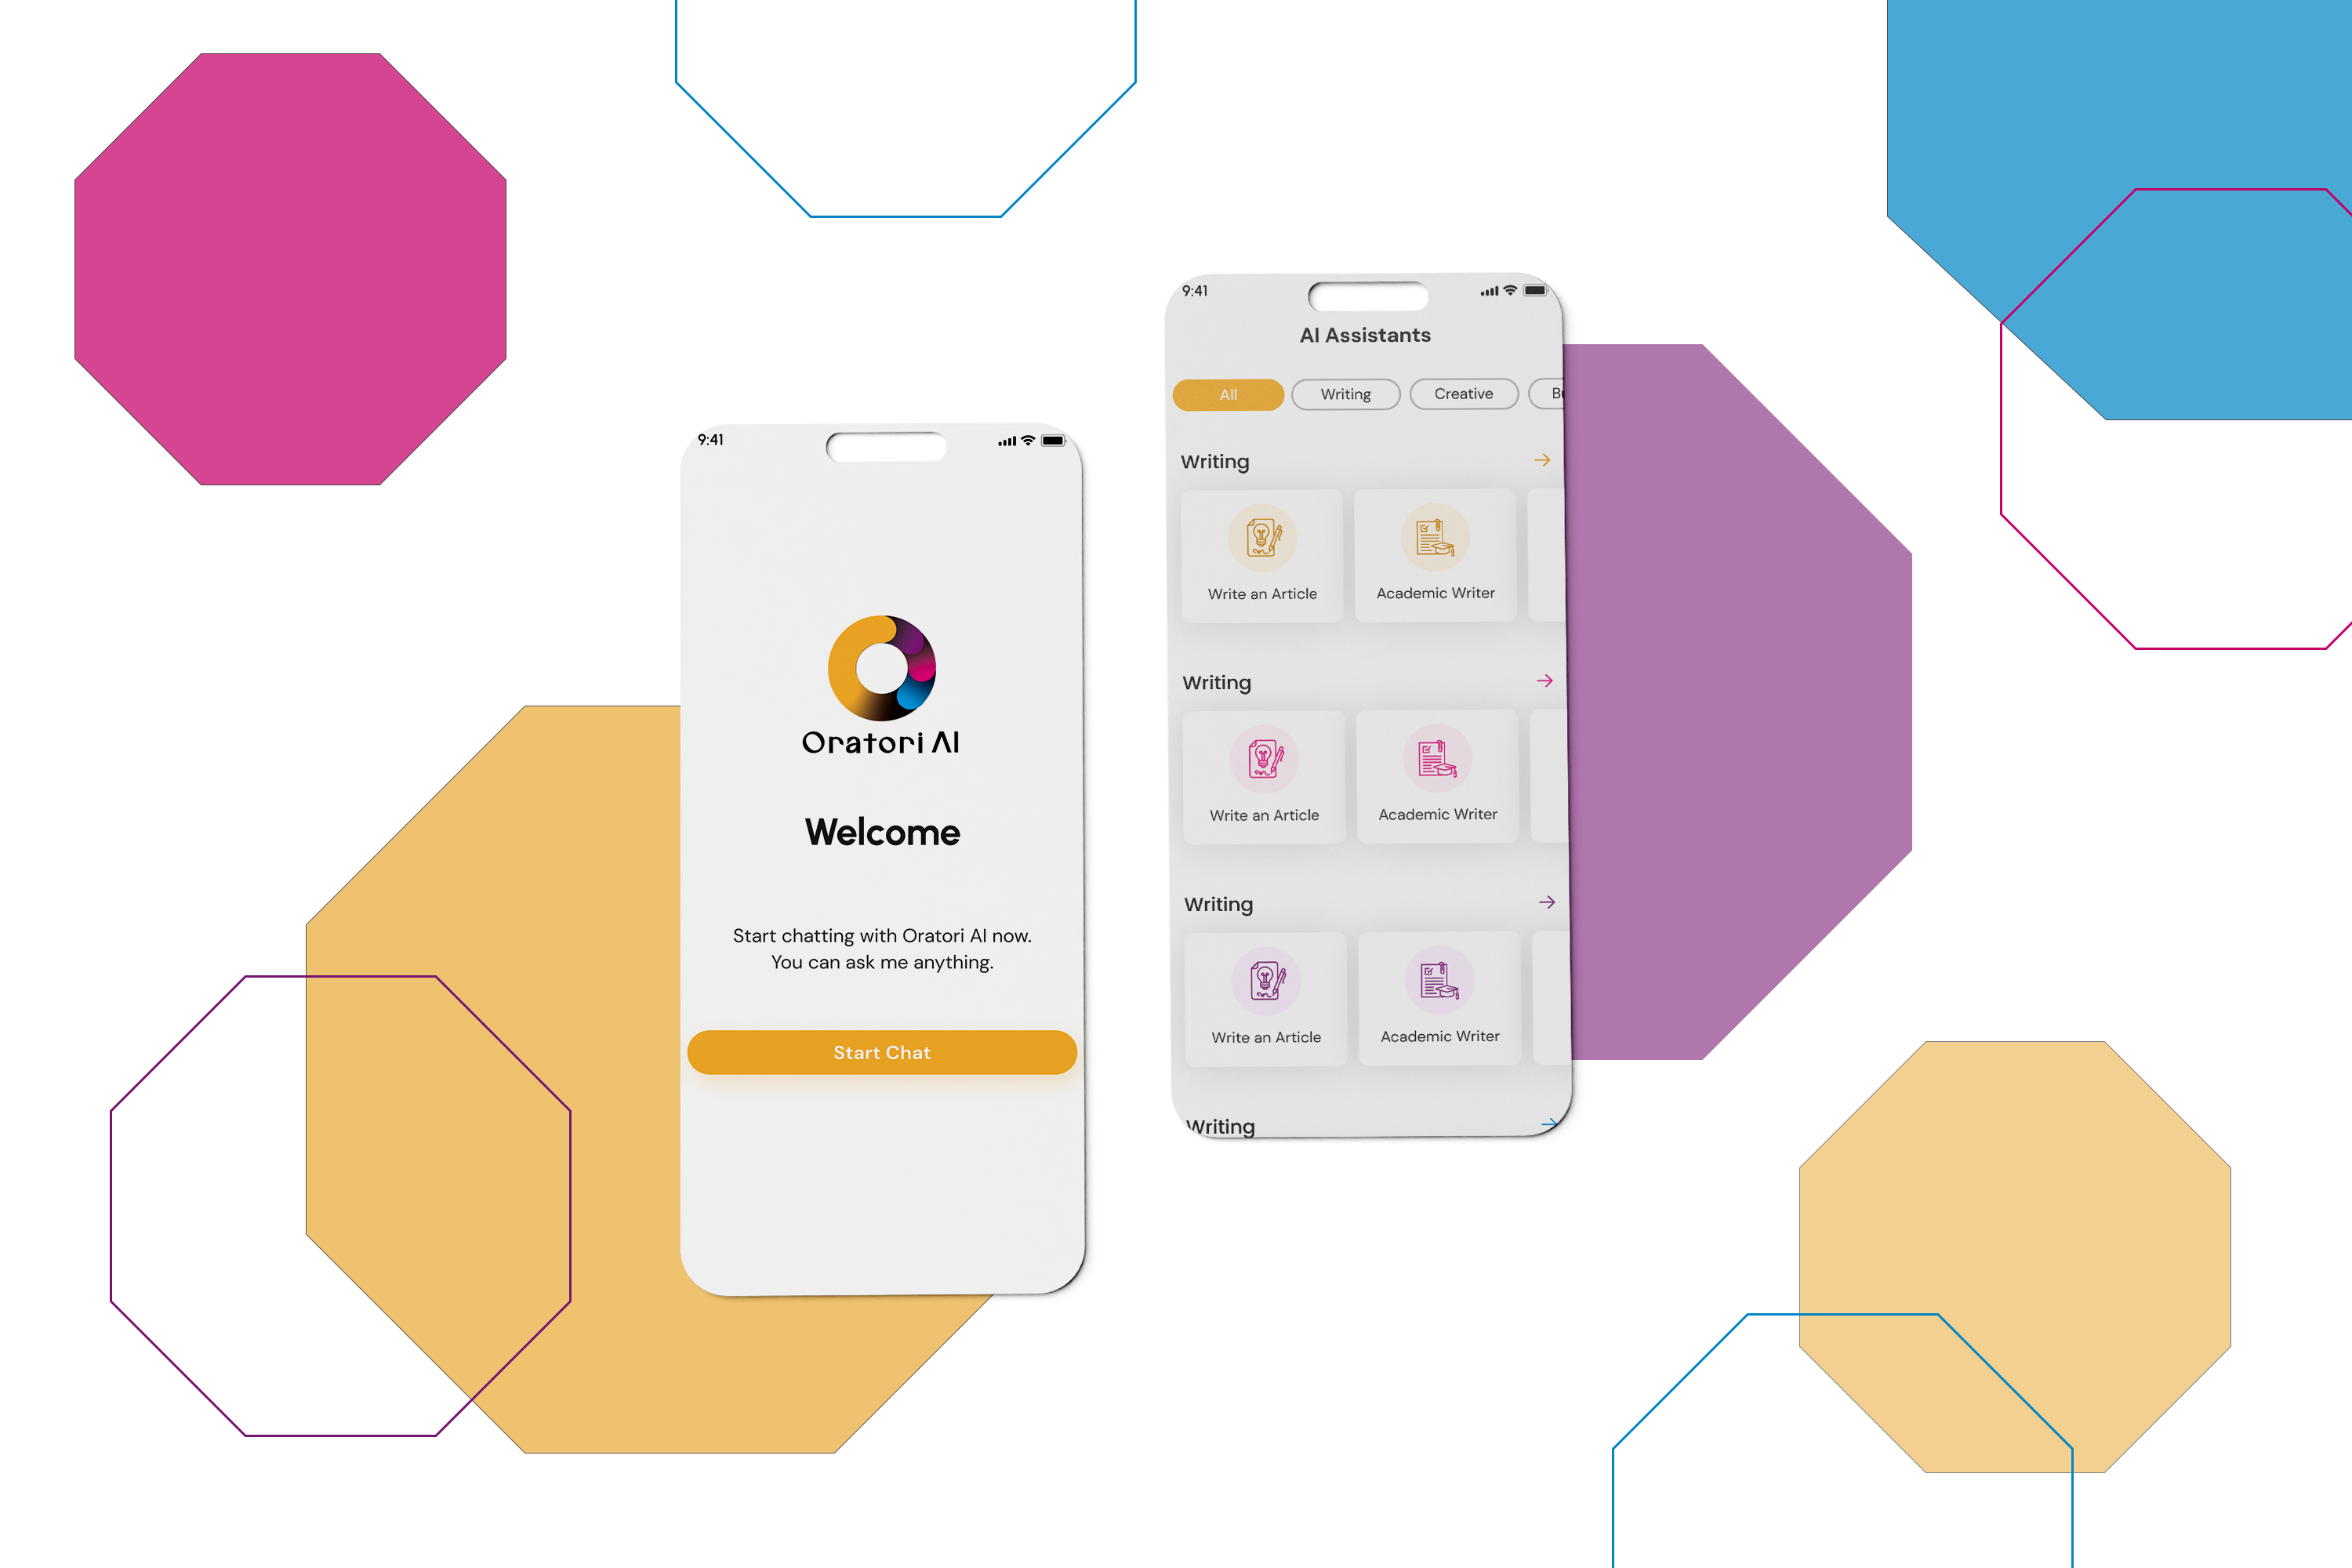 9:41
Oratori AI
Welcome
Start chatting with Oratori AI now.
You can ask me anything.
Start Chat
9:41
AI Assistants
All Writing Creative
Writing
Write an Article Academic Writer
Writing
Write an Article Academic Writer
Writing
Write an Article Academic Writer
Writing